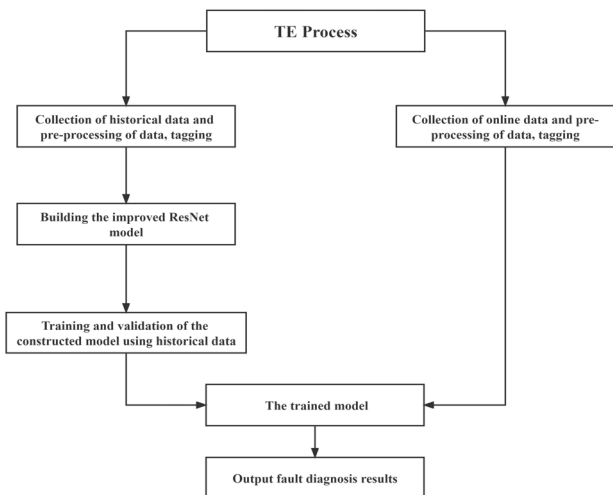 TE Process
Collection of historical data and
pre-processing of data, tagging
Collection of online data and pre-
processing of data, tagging
Building the improved ResNet
model
Training and validation of the
constructed model using historical data
The trained model
Output fault diagnosis results